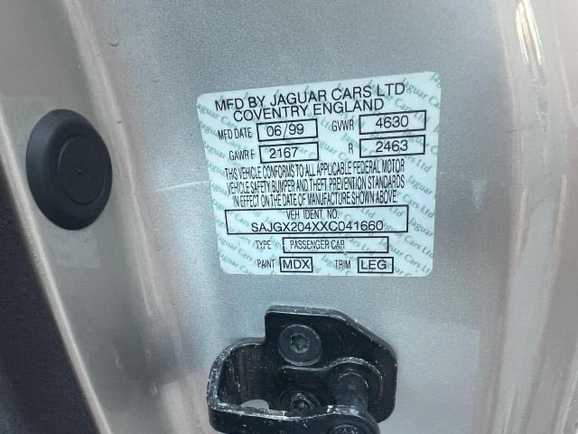 MFD BY JAGUAR CARS LTD
COVENTRY ENGLAND
MFD DATE 06/99 GVWR 4630
GAWR F 2167 R 2463
THIS VEHICLE CONFORMS TO ALL APPLICABLE FEDERAL MOTOR
VEHICLE SAFETY BUMPER AND THEFT PREVENTION STANDARDS
IN EFFECT ON THE DATE OF MANUFACTURE SHOWN ABOVE
VEH IDENT NO.
SAJGX204XXC041660
TYPE PASSENGER CAR
PAINT MDX TRIM LEG